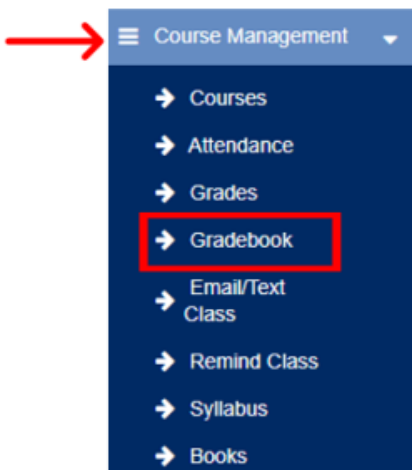 Course Management
Courses
Attendance
Grades
Gradebook
Email/Text
Class
Remind Class
Syllabus
Books